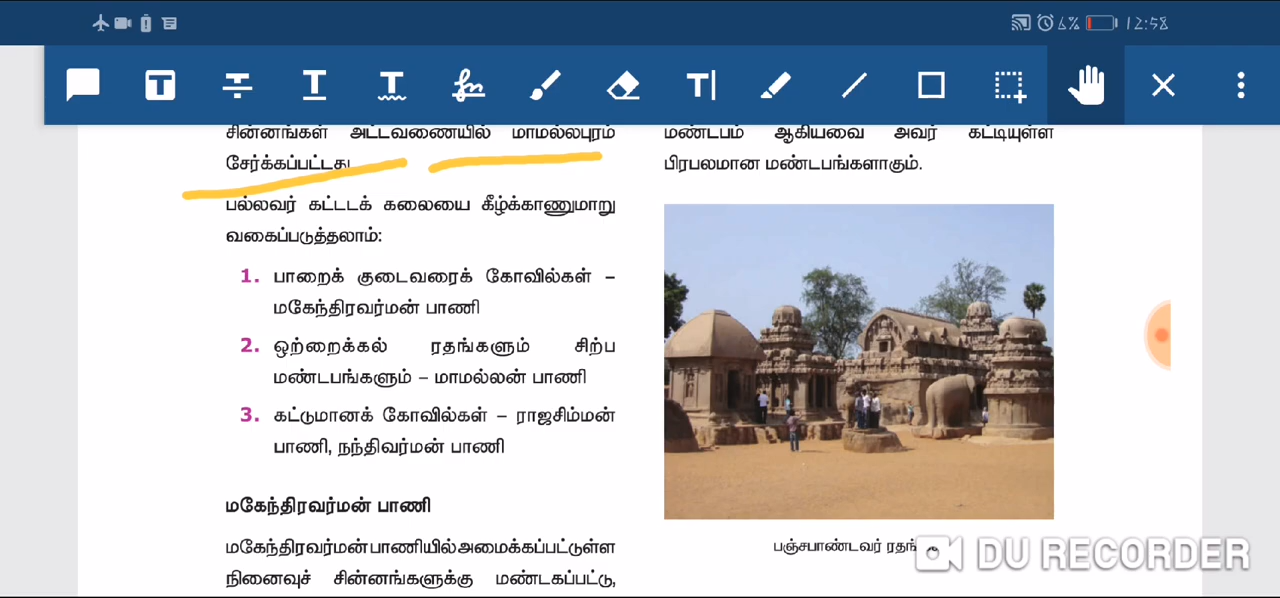 6% 12:58
சின்னங்கள் அட்டவணையில் மாமல்லபுரம்
சேர்க்கப்பட்டது
பல்லவர் கட்டடக் கலையை கீழ்க்காணுமாறு
வகைப்படுத்தலாம்:
1. பாறைக் குடைவரைக் கோவில்கள் –
மகேந்திரவர்மன் பாணி
2. ஒற்றைக்கல் ரதங்களும் சிற்ப
மண்டபங்களும் – மாமல்லன் பாணி
3. கட்டுமானக் கோவில்கள் – ராஜசிம்மன்
பாணி, நந்திவர்மன் பாணி
மகேந்திரவர்மன் பாணி
மகேந்திரவர்மன் பாணியில் அமைக்கப்பட்டுள்ள
நினைவுச் சின்னங்களுக்கு மண்டகப்பட்டு,
மண்டபம் ஆகியவை அவர் கட்டியுள்ள
பிரபலமான மண்டபங்களாகும்.
பஞ்சபாண்டவர்
DU RECORDER